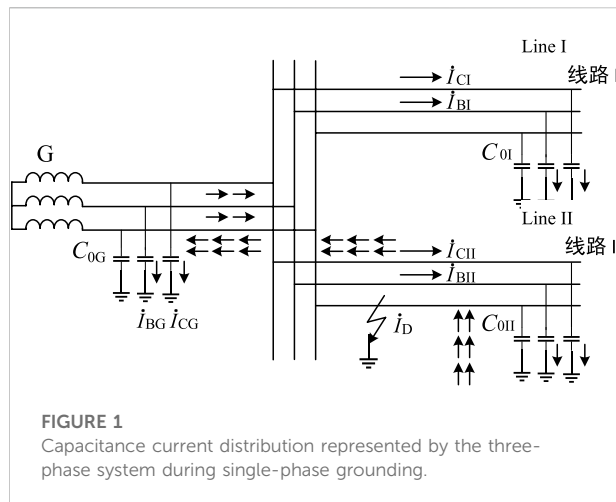 Line I
İCI 线路 I
İBI
G
C0I
Line II
C0G
İCII 线路 I
İBII
İBG İCG
İD
C0II
FIGURE 1
Capacitance current distribution represented by the three-
phase system during single-phase grounding.